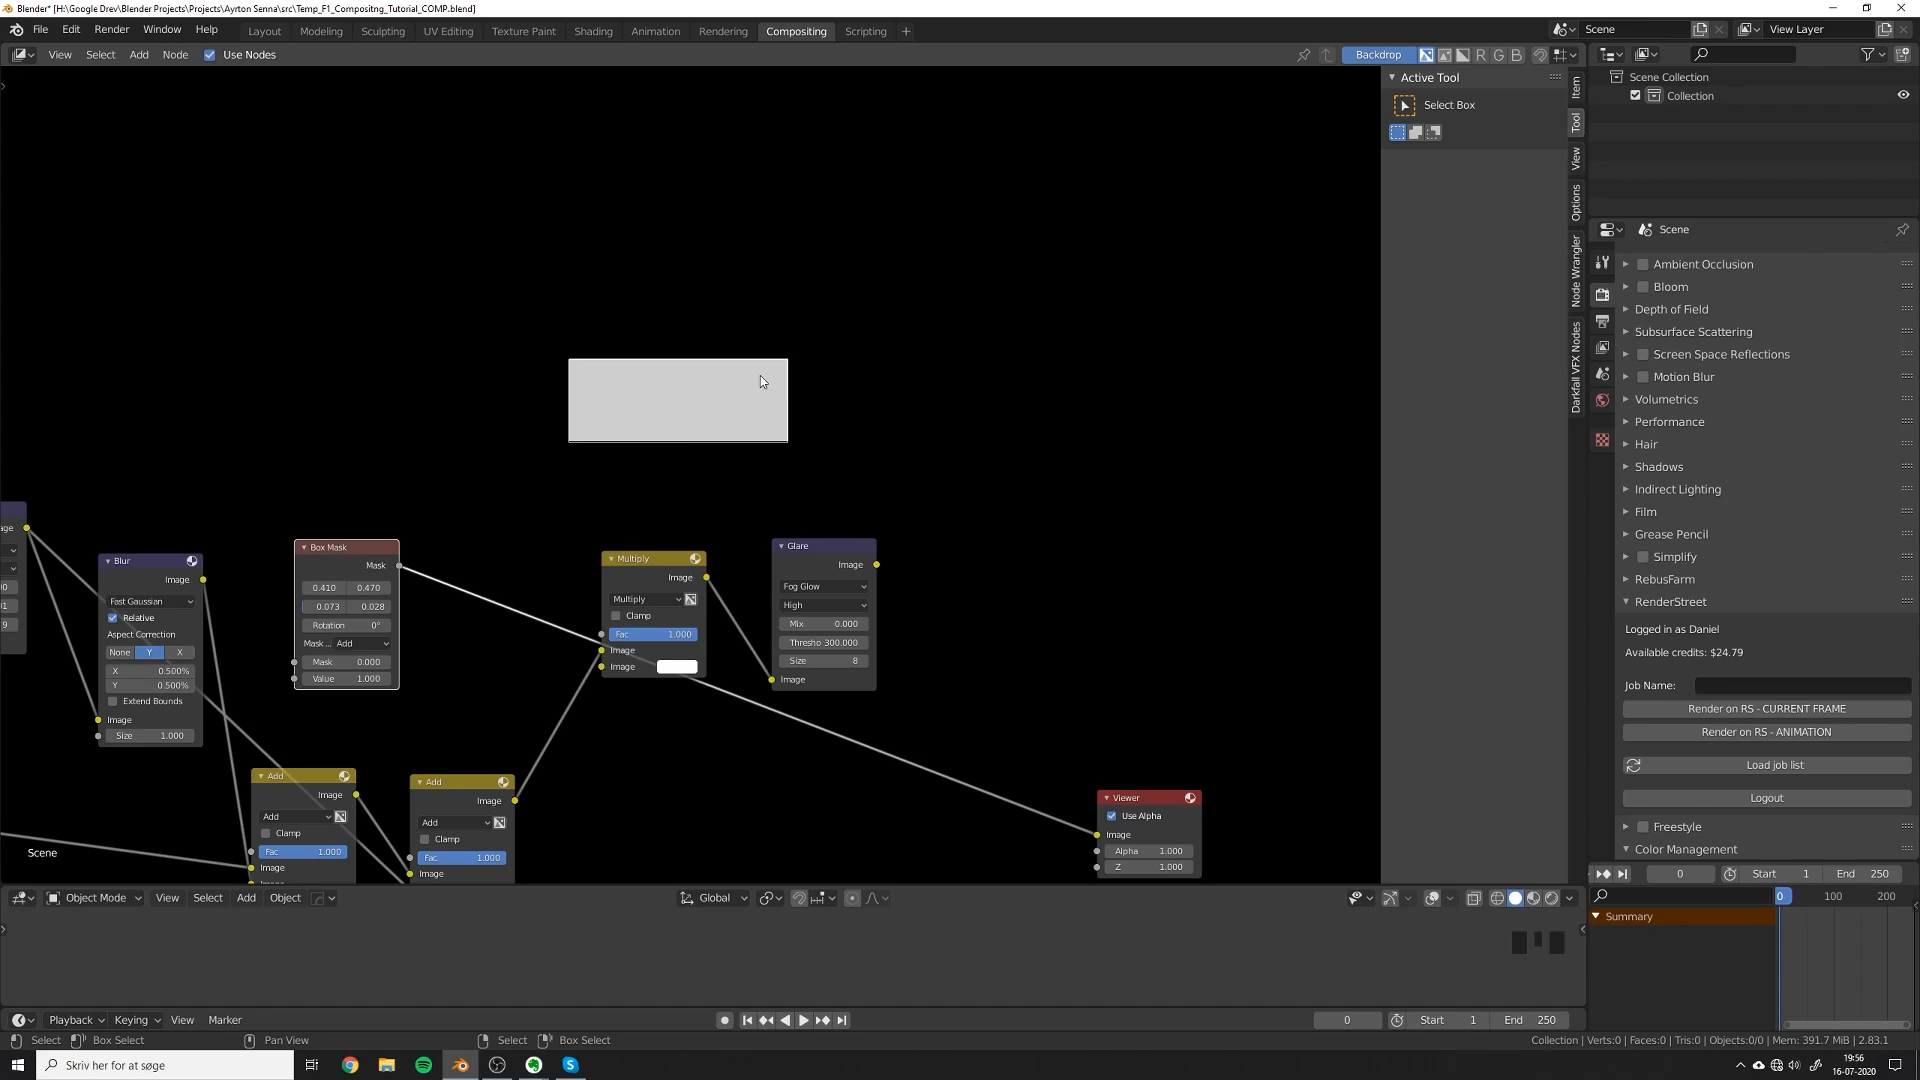 Blender* [H:\Google Drev\Blender Projects\Projects\Ayrton Senna\src\Temp_F1_Compositng_Tutorial_COMP.blend]
File Edit Render Window Help Layout Modeling Sculpting UV Editing Texture Paint Shading Animation Rendering Compositing Scripting + Scene View Layer
View Select Add Node Use Nodes Backdrop R G B
Active Tool
Select Box
Item
Tool
View
Options
Node Wrangler
Darkfall VFX Nodes
Scene Collection
Collection
Scene
Ambient Occlusion
Bloom
Depth of Field
Subsurface Scattering
Screen Space Reflections
Motion Blur
Volumetrics
Performance
Hair
Shadows
Indirect Lighting
Film
Grease Pencil
Simplify
RebusFarm
RenderStreet
Logged in as Daniel
Available credits: $24.79
Job Name:
Render on RS - CURRENT FRAME
Render on RS - ANIMATION
Load job list
Logout
Freestyle
Color Management
Blur
Image
Fast Gaussian
Relative
Aspect Correction
None Y X
X 0.500%
Y 0.500%
Extend Bounds
Image
Size 1.000
Box Mask
Mask
0.410 0.470
0.073 0.028
Rotation 0°
Mask... Add
Mask 0.000
Value 1.000
Multiply
Image
Multiply
Clamp
Fac 1.000
Image
Image
Glare
Image
Fog Glow
High
Mix 0.000
Thresho 300.000
Size 8
Image
Add
Image
Add
Clamp
Fac 1.000
Image
Add
Image
Add
Clamp
Fac 1.000
Image
Viewer
Use Alpha
Image
Alpha 1.000
Z 1.000
Scene
0 Start 1 End 250
Object Mode View Select Add Object Global
0 100 200
Summary
Playback Keying View Marker 0 Start 1 End 250
Select Box Select Pan View Select Box Select Collection | Verts:0 | Faces:0 | Tris:0 | Objects:0/0 | Mem: 391.7 MiB | 2.83.1
Skriv her for at søge
19:56
16-07-2020